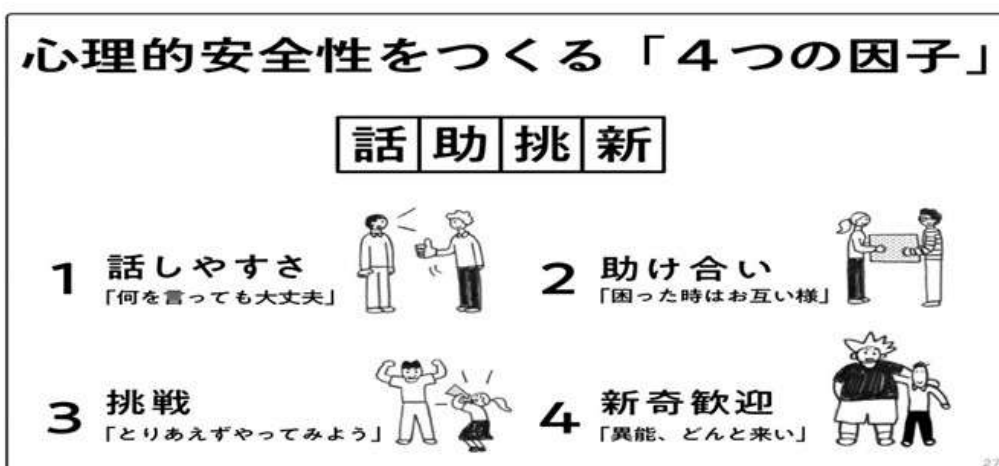 心理的安全性をつくる「4つの因子」
話助挑新
1 話しやすさ
「何を言っても大丈夫」
2 助け合い
「困った時はお互い様」
3 挑戦
「とりあえずやってみよう」
4 新奇歓迎
「異能、どんと来い」
27